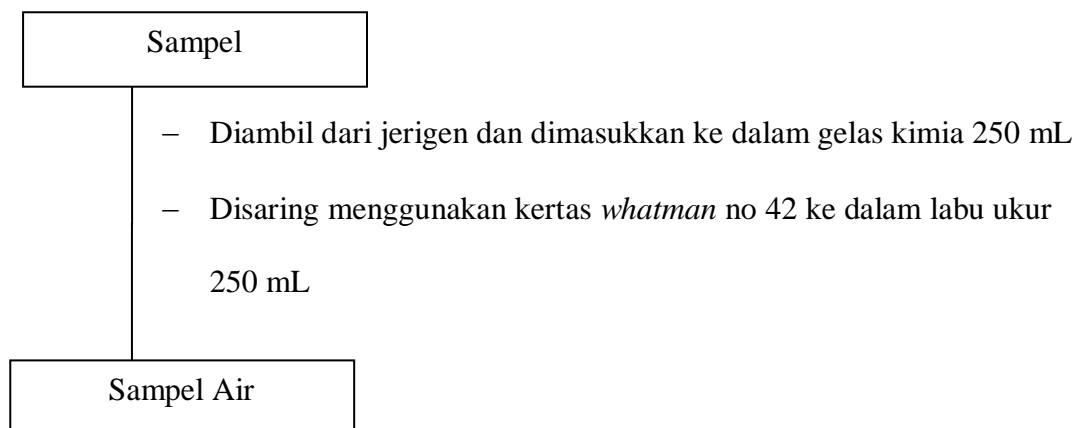 Sampel
– Diambil dari jerigen dan dimasukkan ke dalam gelas kimia 250 mL
– Disaring menggunakan kertas whatman no 42 ke dalam labu ukur
250 mL
Sampel Air